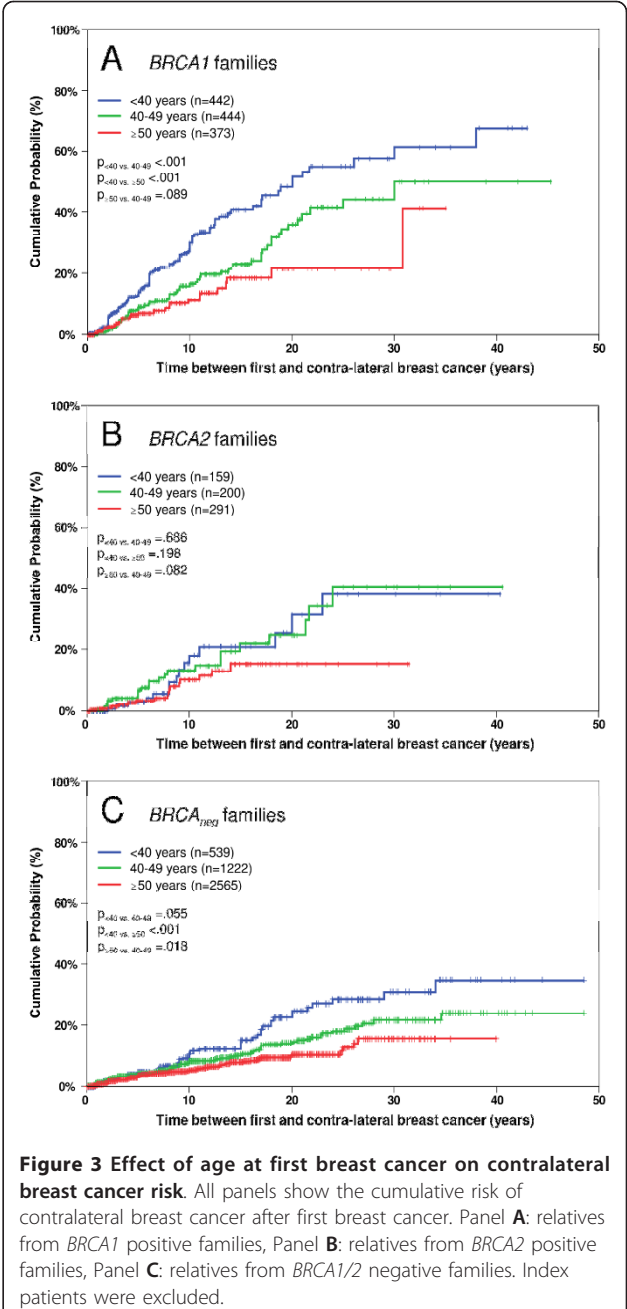 100%
80%
60%
40%
20%
0%
Cumulative Probability (%)
A BRCA1 families
<40 years (n=442)
40-49 years (n=444)
≥50 years (n=373)
p<40 vs. 40-49 <.001
p<40 vs. ≥50 <.001
p≥50 vs. 40-49 =.089
0 10 20 30 40 50
Time between first and contra-lateral breast cancer (years)
100%
80%
60%
40%
20%
0%
Cumulative Probability (%)
B BRCA2 families
<40 years (n=159)
40-49 years (n=200)
≥50 years (n=291)
p<40 vs. 40-49 =.686
p<40 vs. ≥50 =.198
p≥50 vs. 40-49 =.082
0 10 20 30 40 50
Time between first and contra-lateral breast cancer (years)
100%
80%
60%
40%
20%
0%
Cumulative Probability (%)
C BRCAneg families
<40 years (n=539)
40-49 years (n=1222)
≥50 years (n=2565)
p<40 vs. 40-49 =.055
p<40 vs. ≥50 <.001
p≥50 vs. 40-49 =.018
0 10 20 30 40 50
Time between first and contra-lateral breast cancer (years)
Figure 3 Effect of age at first breast cancer on contralateral
breast cancer risk. All panels show the cumulative risk of
contralateral breast cancer after first breast cancer. Panel A: relatives
from BRCA1 positive families, Panel B: relatives from BRCA2 positive
families, Panel C: relatives from BRCA1/2 negative families. Index
patients were excluded.